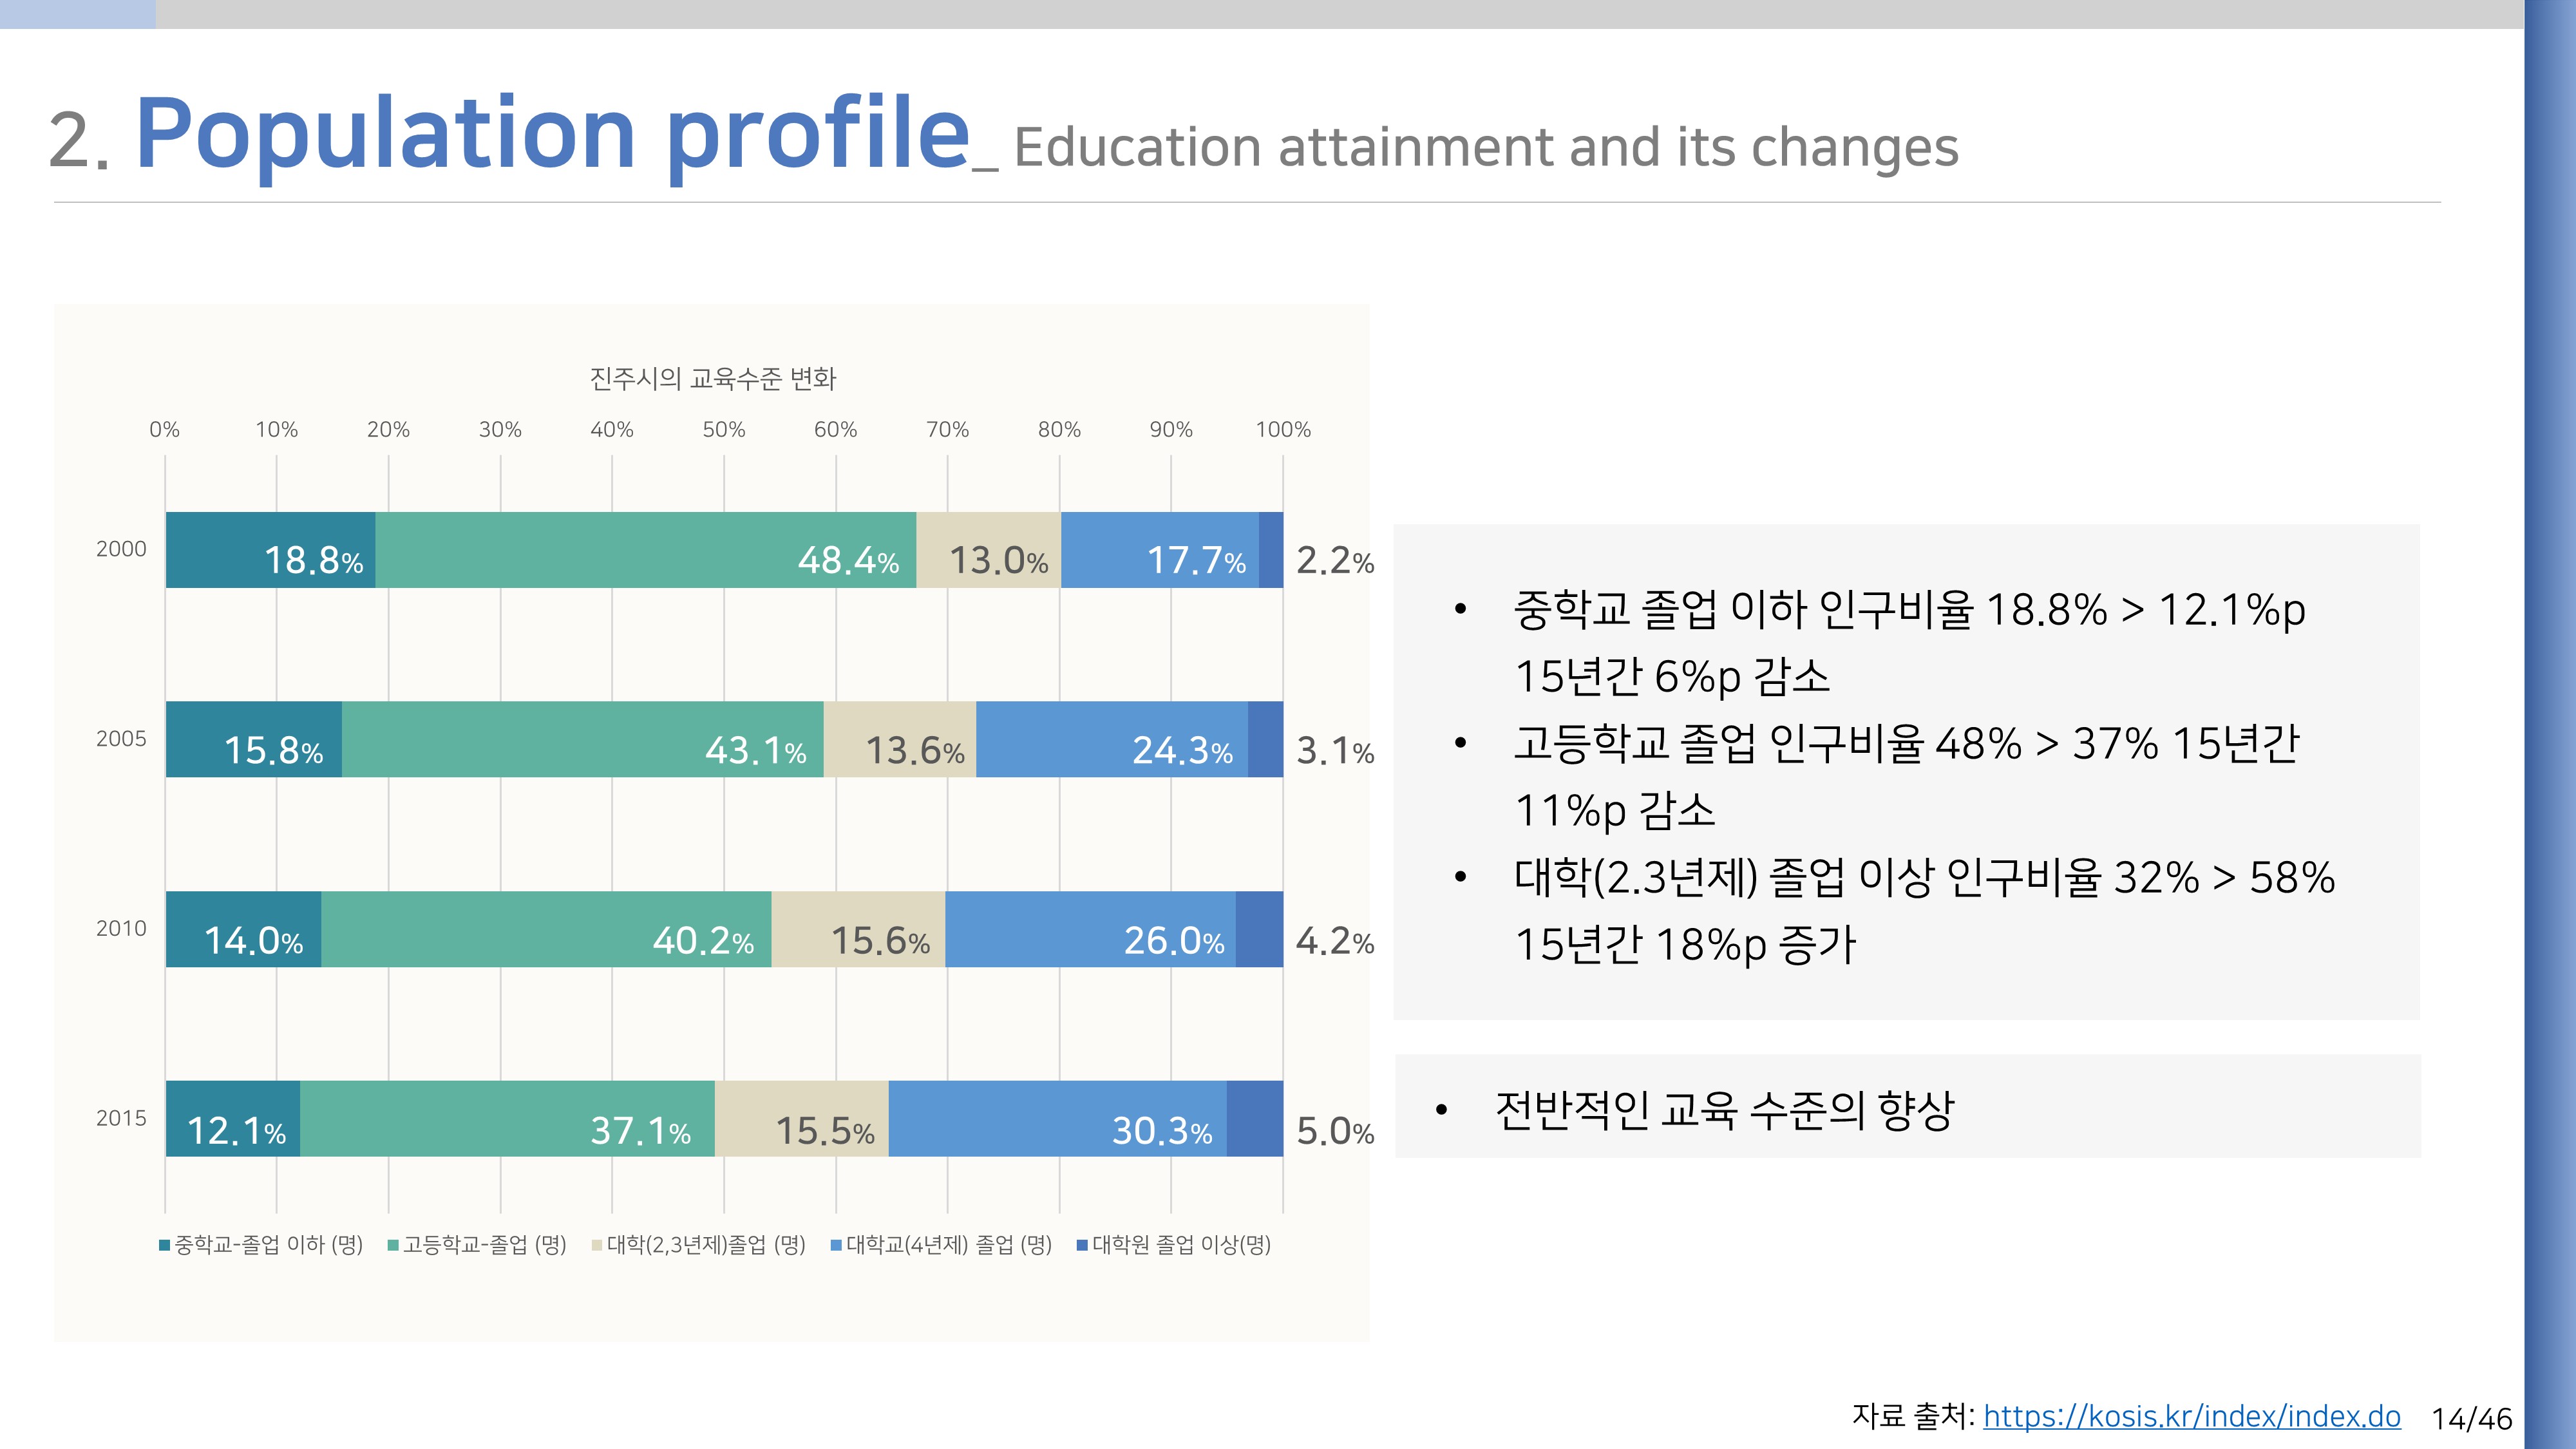 2. Population profile_ Education attainment and its changes
진주시의 교육수준 변화
0% 10% 20% 30% 40% 50% 60% 70% 80% 90% 100%
2000 18.8% 48.4% 13.0% 17.7% 2.2%
2005 15.8% 43.1% 13.6% 24.3% 3.1%
2010 14.0% 40.2% 15.6% 26.0% 4.2%
2015 12.1% 37.1% 15.5% 30.3% 5.0%
중학교-졸업 이하 (명) 고등학교-졸업 (명) 대학(2,3년제)졸업 (명) 대학교(4년제) 졸업 (명) 대학원 졸업 이상(명)
• 중학교 졸업 이하 인구비율 18.8% > 12.1%p
15년간 6%p 감소
• 고등학교 졸업 인구비율 48% > 37% 15년간
11%p 감소
• 대학(2.3년제) 졸업 이상 인구비율 32% > 58%
15년간 18%p 증가
• 전반적인 교육 수준의 향상
자료 출처: https://kosis.kr/index/index.do 14/46